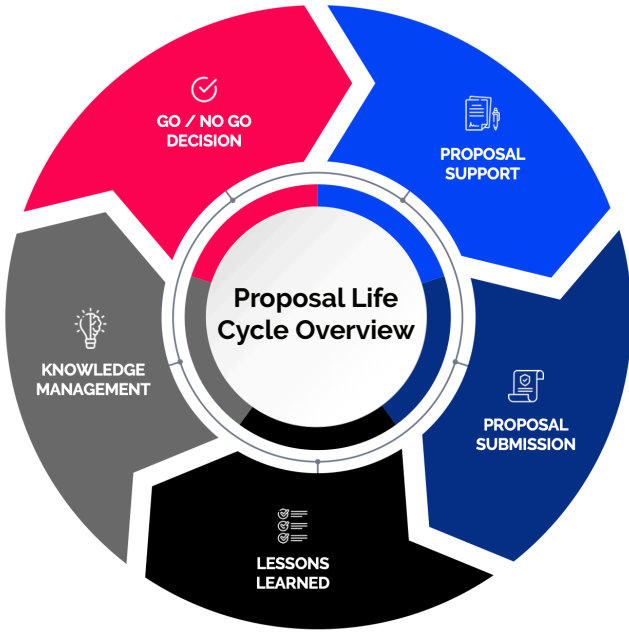 GO / NO GO
DECISION
PROPOSAL
SUPPORT
Proposal Life
Cycle Overview
KNOWLEDGE
MANAGEMENT
PROPOSAL
SUBMISSION
LESSONS
LEARNED